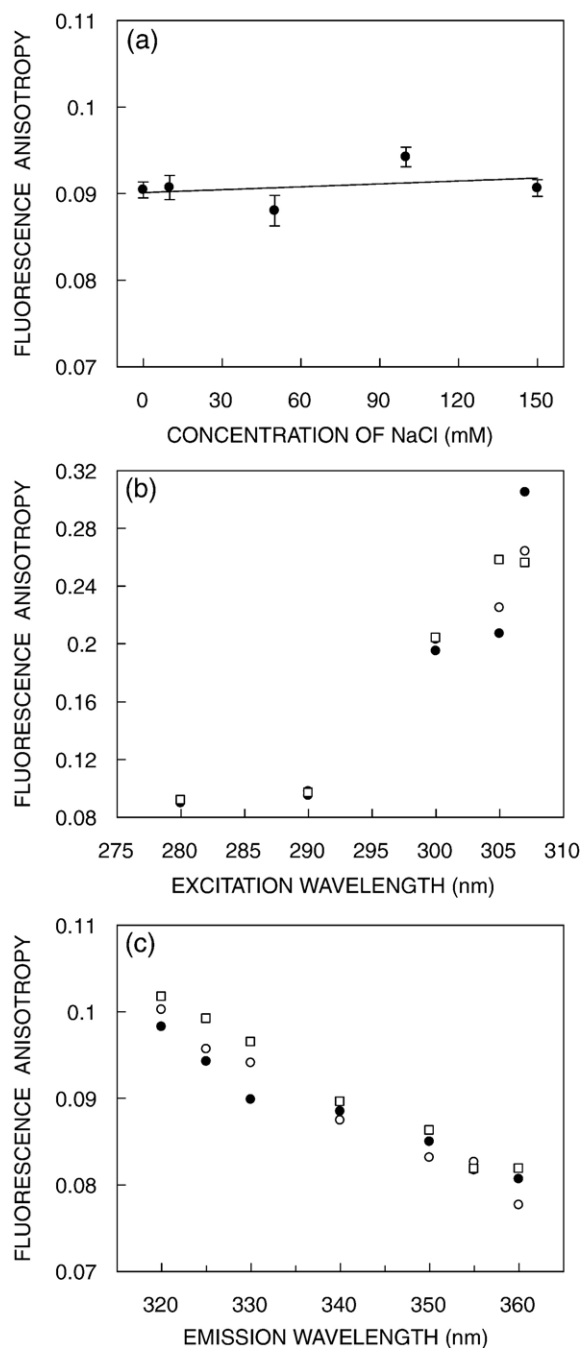 (a)
FLUORESCENCE ANISOTROPY
0.11
0.1
0.09
0.08
0.07
0 30 60 90 120 150
CONCENTRATION OF NaCl (mM)
(b)
FLUORESCENCE ANISOTROPY
0.32
0.28
0.24
0.2
0.16
0.12
0.08
275 280 285 290 295 300 305 310
EXCITATION WAVELENGTH (nm)
(c)
FLUORESCENCE ANISOTROPY
0.11
0.1
0.09
0.08
0.07
320 330 340 350 360
EMISSION WAVELENGTH (nm)